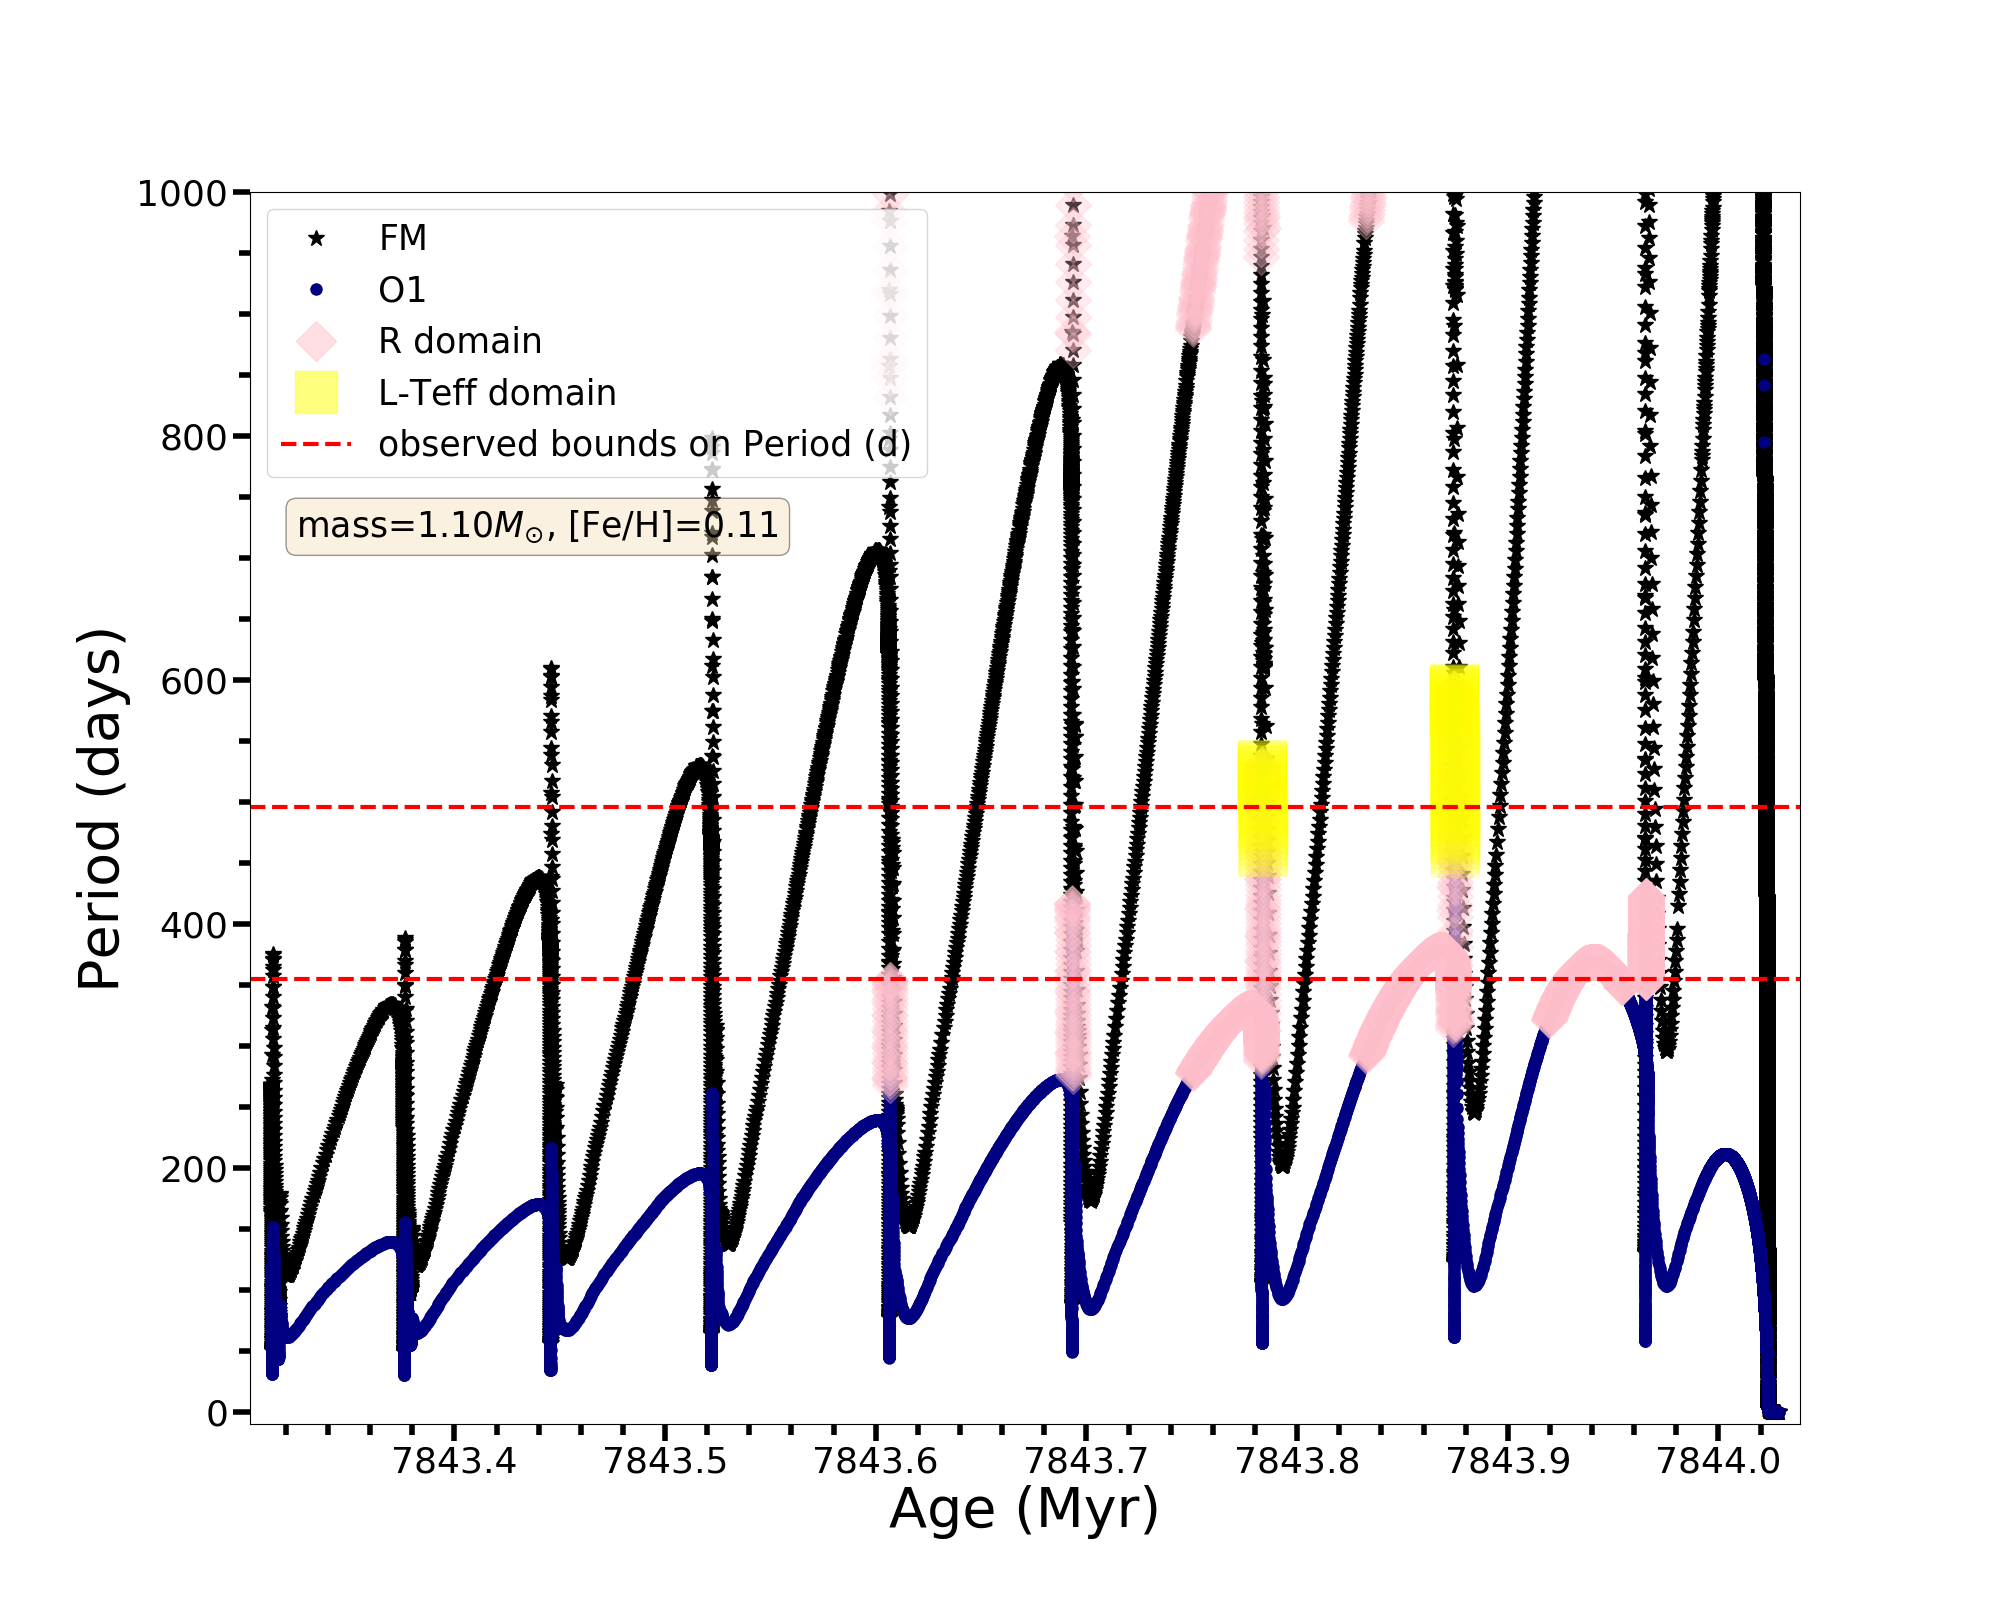 1000
800
600
400
200
0
Period (days)
FM
O1
R domain
L-Teff domain
observed bounds on Period (d)
mass=1.10M⊙, [Fe/H]=0.11
7843.4 7843.5 7843.6 7843.7 7843.8 7843.9 7844.0
Age (Myr)